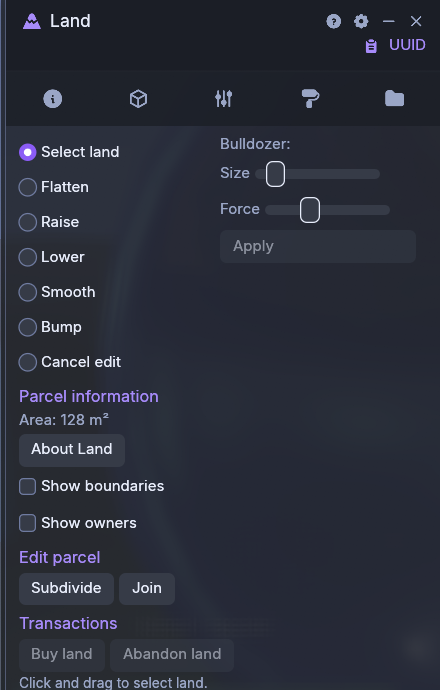 Land
UUID
Select land
Flatten
Raise
Lower
Smooth
Bump
Cancel edit
Bulldozer:
Size
Force
Apply
Parcel information
Area: 128 m²
About Land
Show boundaries
Show owners
Edit parcel
Subdivide Join
Transactions
Buy land Abandon land
Click and drag to select land.